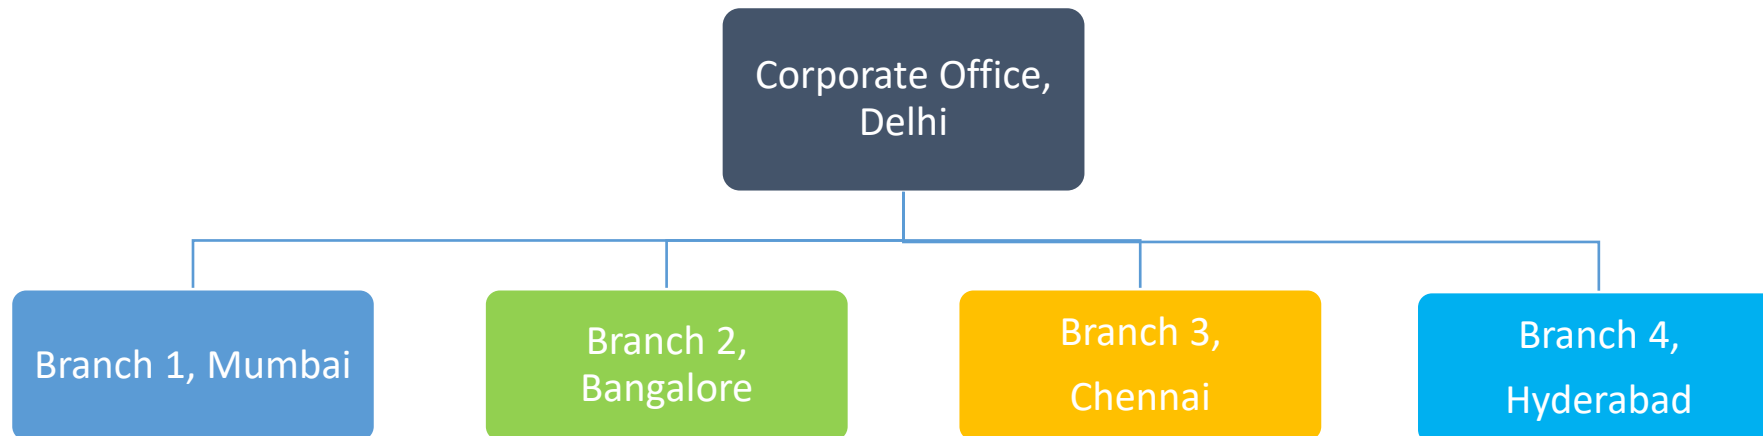 Corporate Office,
Delhi
Branch 1, Mumbai
Branch 2,
Bangalore
Branch 3,
Chennai
Branch 4,
Hyderabad